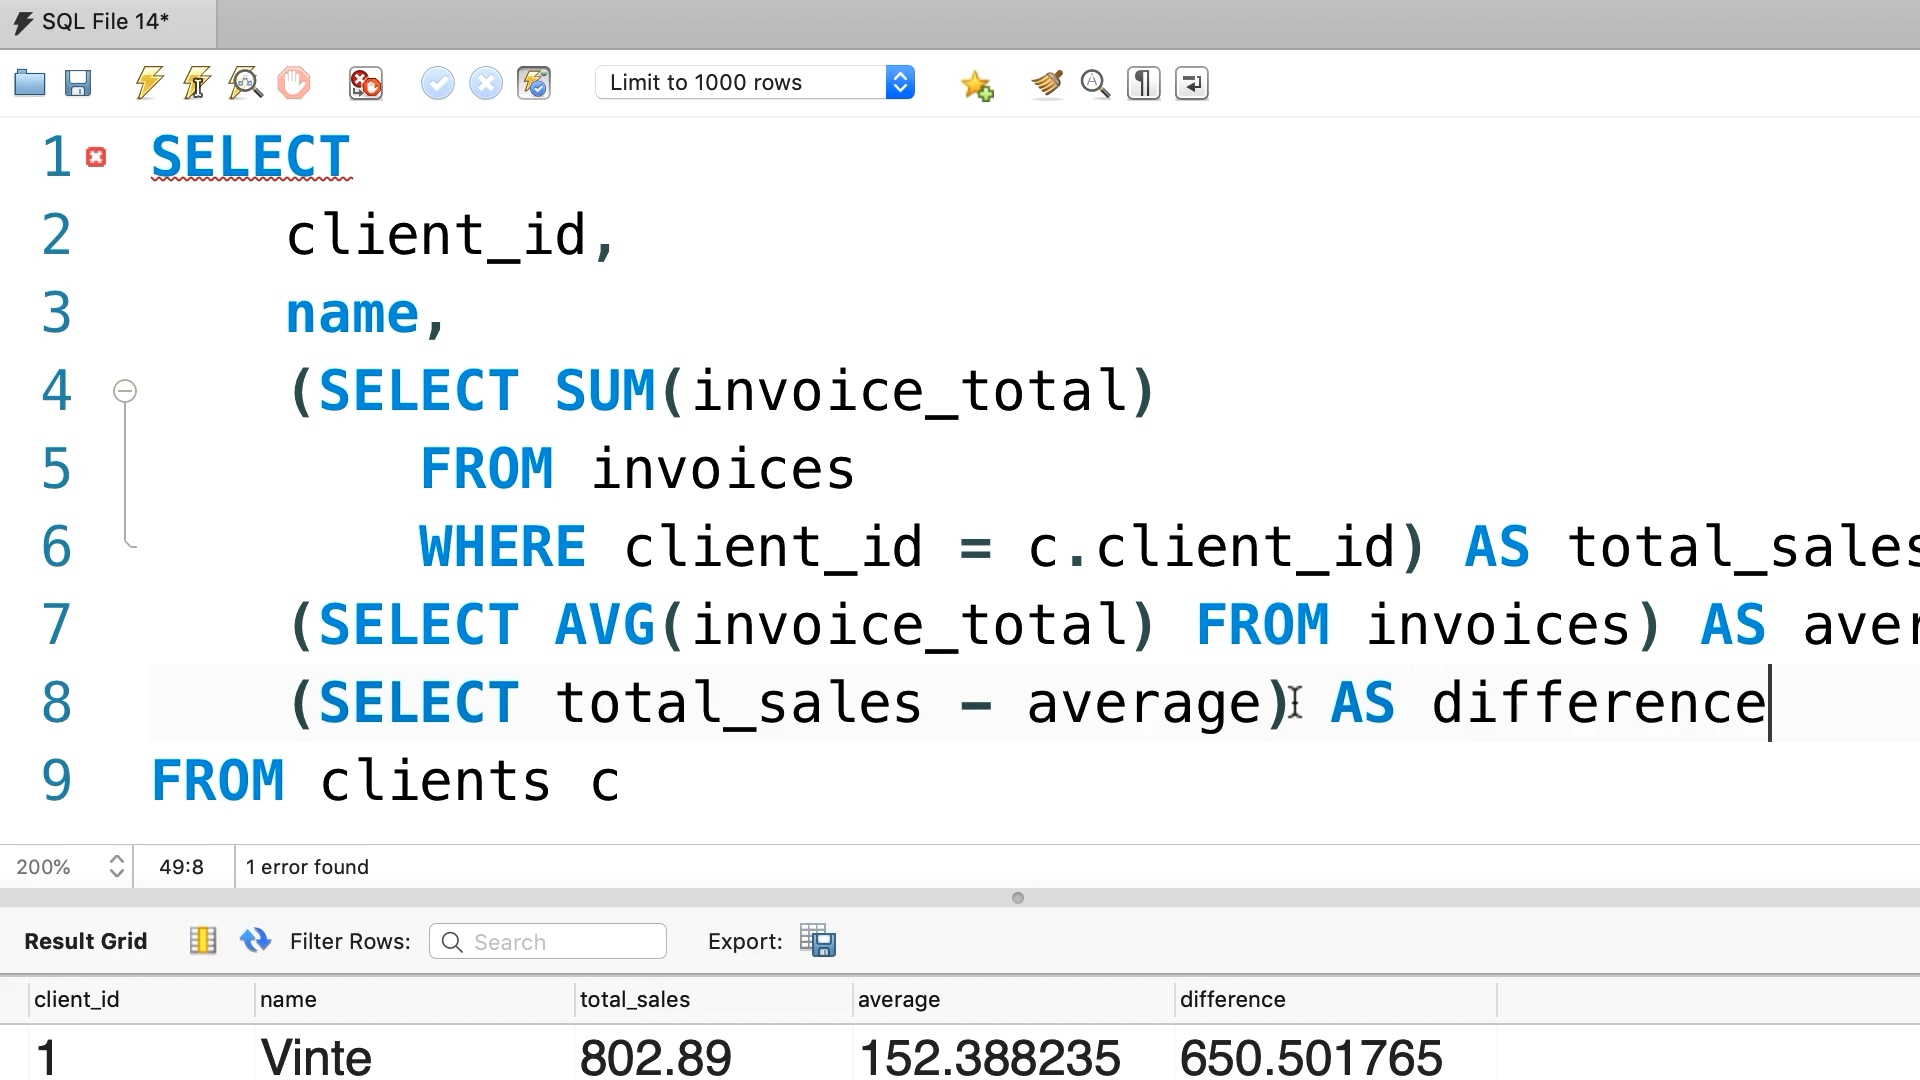 SQL File 14*
Limit to 1000 rows
1 SELECT
2 client_id,
3 name,
4 (SELECT SUM(invoice_total)
5 FROM invoices
6 WHERE client_id = c.client_id) AS total_sales
7 (SELECT AVG(invoice_total) FROM invoices) AS aver
8 (SELECT total_sales - average) AS difference
9 FROM clients c
200% 49:8 1 error found
Result Grid Filter Rows: Search Export:
client_id name total_sales average difference
1 Vinte 802.89 152.388235 650.501765